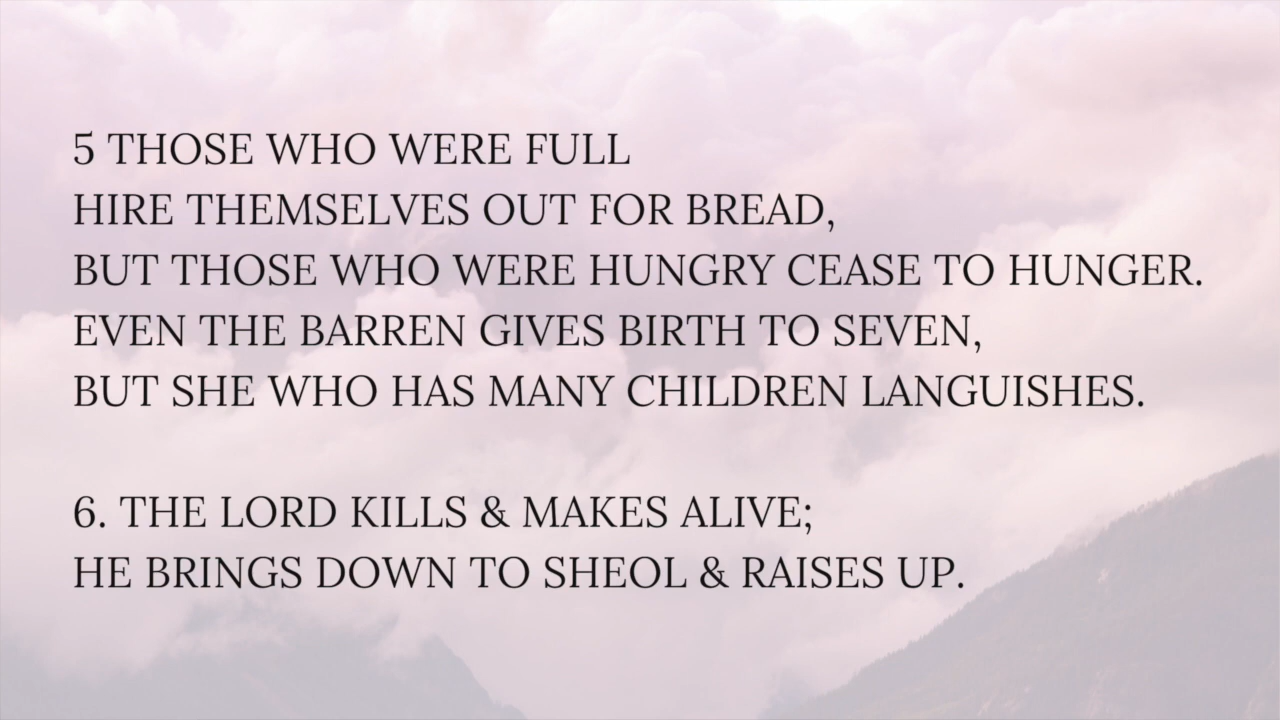 5 THOSE WHO WERE FULL
HIRE THEMSELVES OUT FOR BREAD,
BUT THOSE WHO WERE HUNGRY CEASE TO HUNGER.
EVEN THE BARREN GIVES BIRTH TO SEVEN,
BUT SHE WHO HAS MANY CHILDREN LANGUISHES.
6. THE LORD KILLS & MAKES ALIVE;
HE BRINGS DOWN TO SHEOL & RAISES UP.